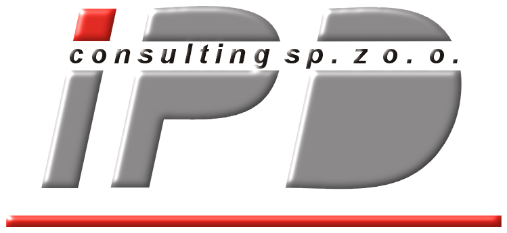 iPD
consulting sp. z o. o.